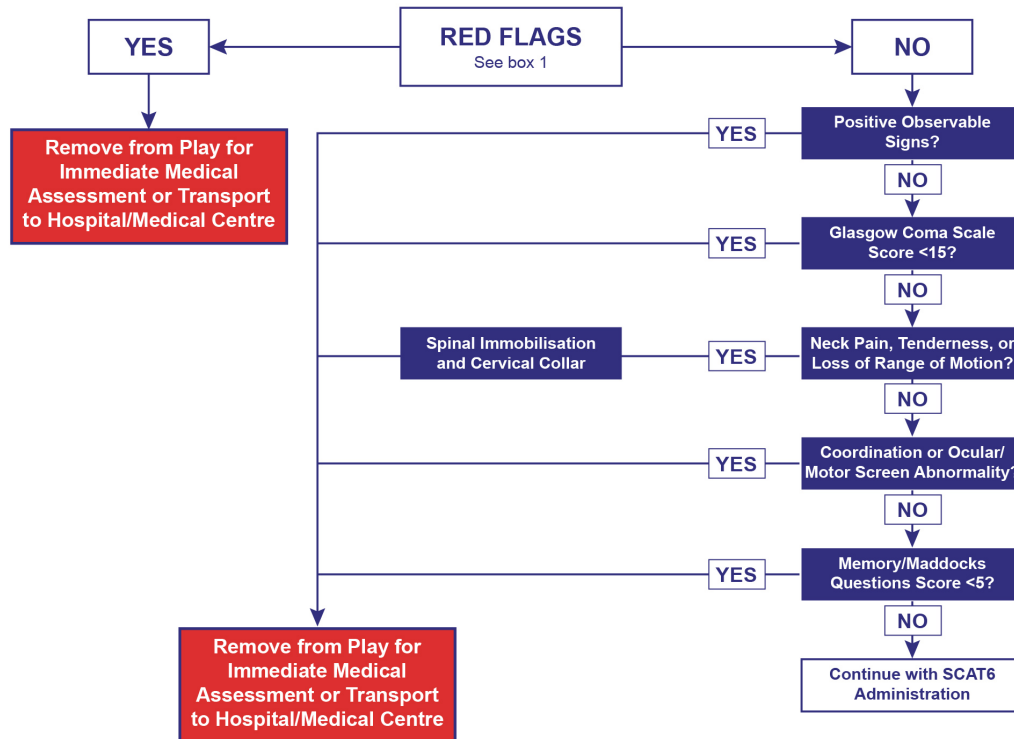 YES
RED FLAGS
See box 1
NO
Remove from Play for
Immediate Medical
Assessment or Transport
to Hospital/Medical Centre
YES
Positive Observable
Signs?
NO
YES
Glasgow Coma Scale
Score <15?
NO
Spinal Immobilisation
and Cervical Collar
YES
Neck Pain, Tenderness, or
Loss of Range of Motion?
NO
YES
Coordination or Ocular/
Motor Screen Abnormality?
NO
YES
Memory/Maddocks
Questions Score <5?
NO
Remove from Play for
Immediate Medical
Assessment or Transport
to Hospital/Medical Centre
Continue with SCAT6
Administration